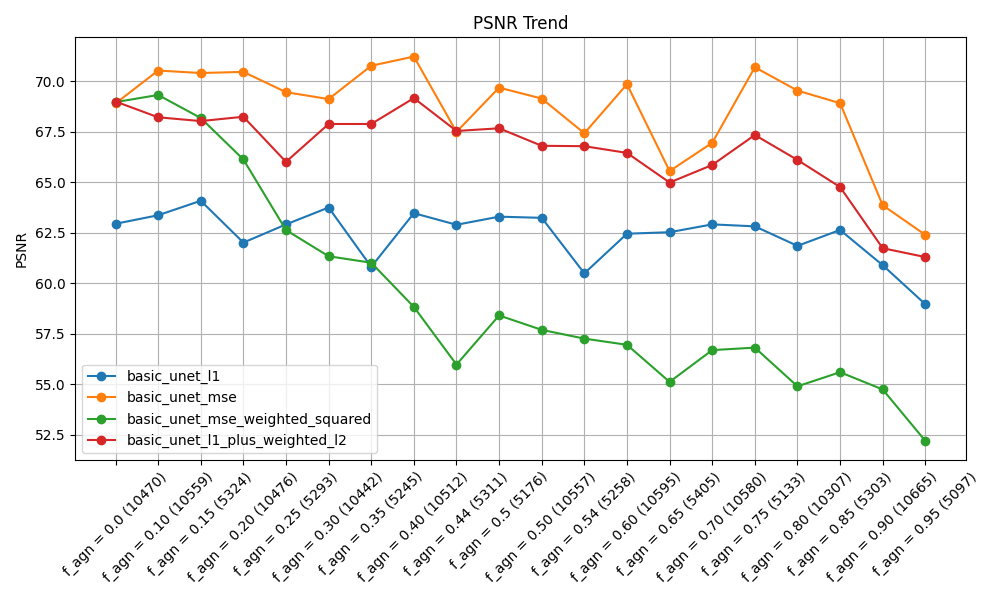 PSNR Trend
PSNR
70.0
67.5
65.0
62.5
60.0
57.5
55.0
52.5
basic_unet_l1
basic_unet_mse
basic_unet_mse_weighted_squared
basic_unet_l1_plus_weighted_l2
f_agn = 0.0 (10470)
f_agn = 0.10 (10559)
f_agn = 0.15 (5324)
f_agn = 0.20 (10476)
f_agn = 0.25 (5293)
f_agn = 0.30 (10442)
f_agn = 0.35 (5245)
f_agn = 0.40 (10512)
f_agn = 0.44 (5311)
f_agn = 0.5 (5176)
f_agn = 0.50 (10557)
f_agn = 0.54 (5258)
f_agn = 0.60 (10595)
f_agn = 0.65 (5405)
f_agn = 0.70 (10580)
f_agn = 0.75 (5133)
f_agn = 0.80 (10307)
f_agn = 0.85 (5303)
f_agn = 0.90 (10665)
f_agn = 0.95 (5097)